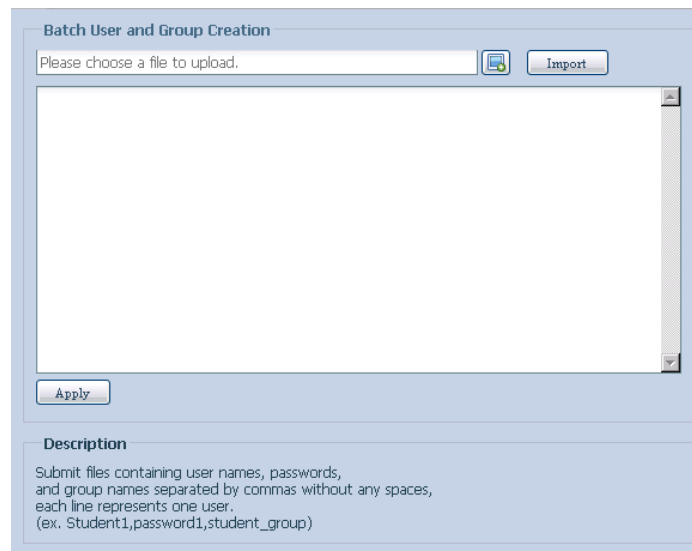 Batch User and Group Creation
Please choose a file to upload.
Import
Apply
Description
Submit files containing user names, passwords,
and group names separated by commas without any spaces,
each line represents one user.
(ex. Student1,password1,student_group)